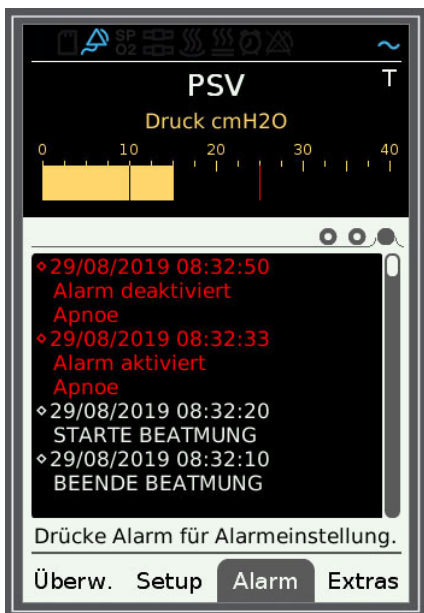 SP
O2
PSV
T
Druck cmH2O
0 10 20 30 40
29/08/2019 08:32:50
Alarm deaktiviert
Apnoe
29/08/2019 08:32:33
Alarm aktiviert
Apnoe
29/08/2019 08:32:20
STARTE BEATMUNG
29/08/2019 08:32:10
BEENDE BEATMUNG
Drücke Alarm für Alarmeinstellung.
Überw. Setup Alarm Extras